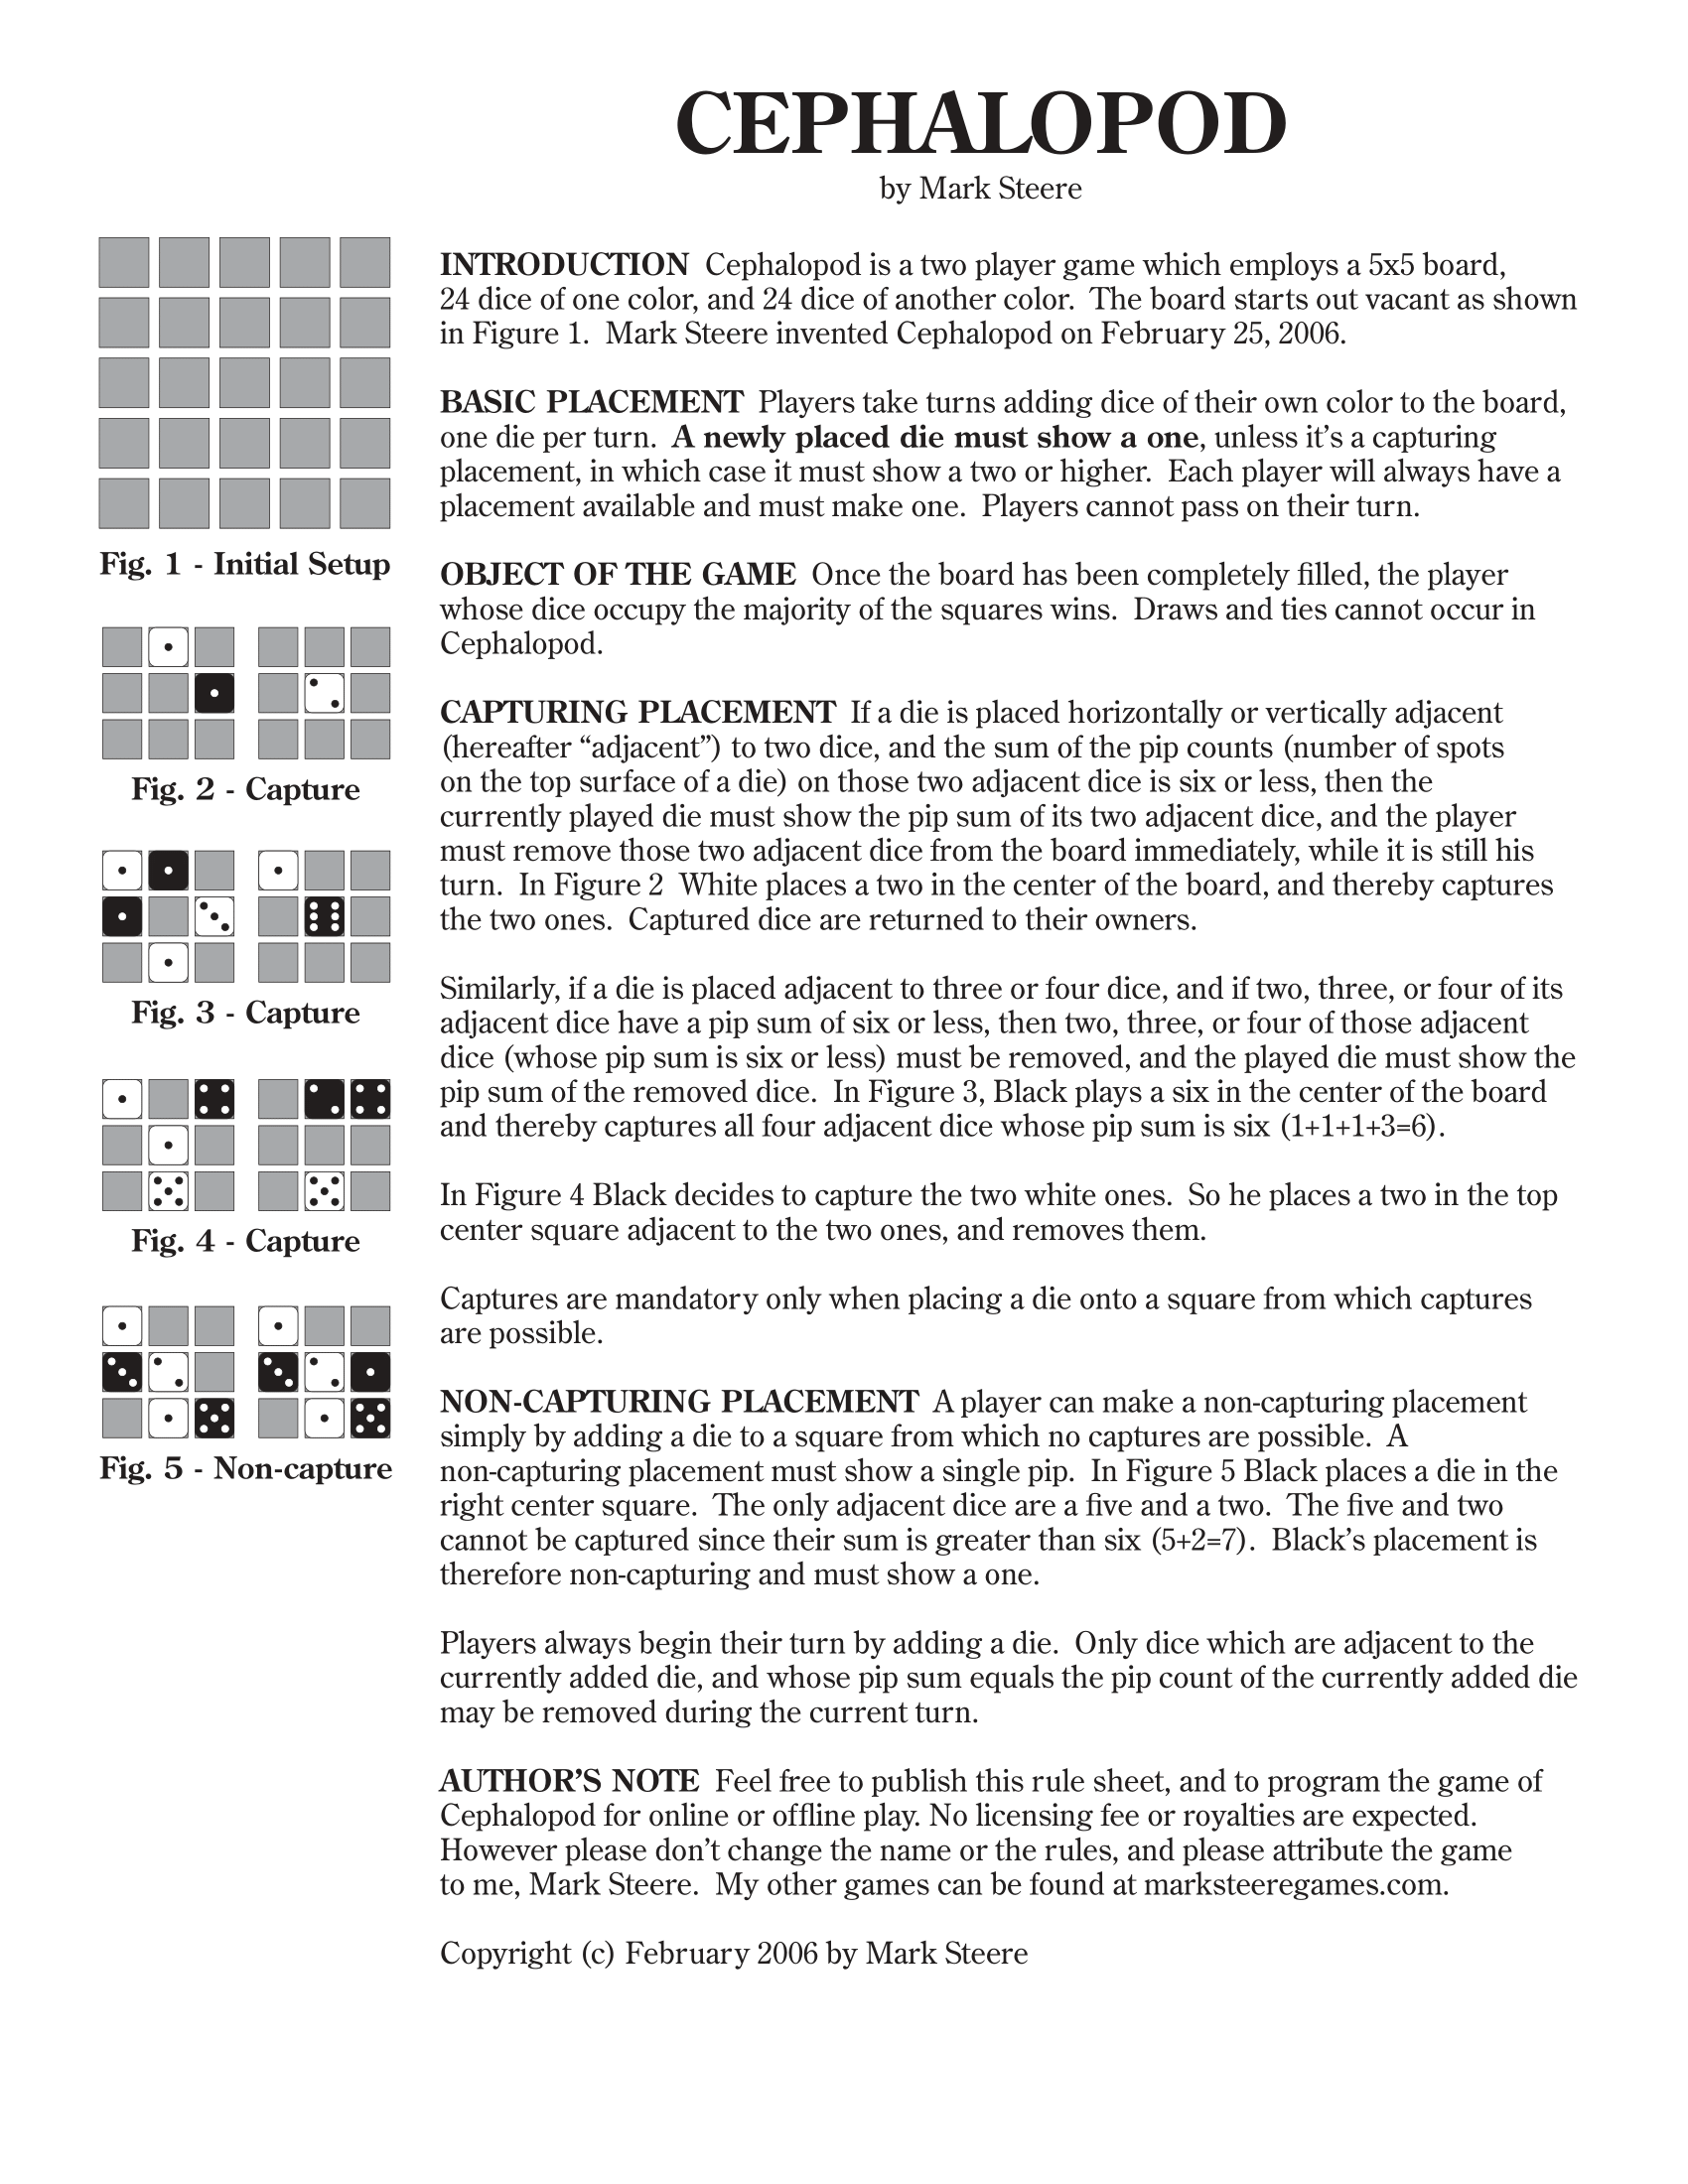 CEPHALOPOD
by Mark Steere
Fig. 1 - Initial Setup
Fig. 2 - Capture
Fig. 3 - Capture
Fig. 4 - Capture
Fig. 5 - Non-capture
INTRODUCTION Cephalopod is a two player game which employs a 5x5 board,
24 dice of one color, and 24 dice of another color. The board starts out vacant as shown
in Figure 1. Mark Steere invented Cephalopod on February 25, 2006.
BASIC PLACEMENT Players take turns adding dice of their own color to the board,
one die per turn. A newly placed die must show a one, unless it’s a capturing
placement, in which case it must show a two or higher. Each player will always have a
placement available and must make one. Players cannot pass on their turn.
OBJECT OF THE GAME Once the board has been completely filled, the player
whose dice occupy the majority of the squares wins. Draws and ties cannot occur in
Cephalopod.
CAPTURING PLACEMENT If a die is placed horizontally or vertically adjacent
(hereafter “adjacent”) to two dice, and the sum of the pip counts (number of spots
on the top surface of a die) on those two adjacent dice is six or less, then the
currently played die must show the pip sum of its two adjacent dice, and the player
must remove those two adjacent dice from the board immediately, while it is still his
turn. In Figure 2 White places a two in the center of the board, and thereby captures
the two ones. Captured dice are returned to their owners.
Similarly, if a die is placed adjacent to three or four dice, and if two, three, or four of its
adjacent dice have a pip sum of six or less, then two, three, or four of those adjacent
dice (whose pip sum is six or less) must be removed, and the played die must show the
pip sum of the removed dice. In Figure 3, Black plays a six in the center of the board
and thereby captures all four adjacent dice whose pip sum is six (1+1+1+3=6).
In Figure 4 Black decides to capture the two white ones. So he places a two in the top
center square adjacent to the two ones, and removes them.
Captures are mandatory only when placing a die onto a square from which captures
are possible.
NON-CAPTURING PLACEMENT A player can make a non-capturing placement
simply by adding a die to a square from which no captures are possible. A
non-capturing placement must show a single pip. In Figure 5 Black places a die in the
right center square. The only adjacent dice are a five and a two. The five and two
cannot be captured since their sum is greater than six (5+2=7). Black’s placement is
therefore non-capturing and must show a one.
Players always begin their turn by adding a die. Only dice which are adjacent to the
currently added die, and whose pip sum equals the pip count of the currently added die
may be removed during the current turn.
AUTHOR’S NOTE Feel free to publish this rule sheet, and to program the game of
Cephalopod for online or offline play. No licensing fee or royalties are expected.
However please don’t change the name or the rules, and please attribute the game
to me, Mark Steere. My other games can be found at marksteeregames.com.
Copyright (c) February 2006 by Mark Steere